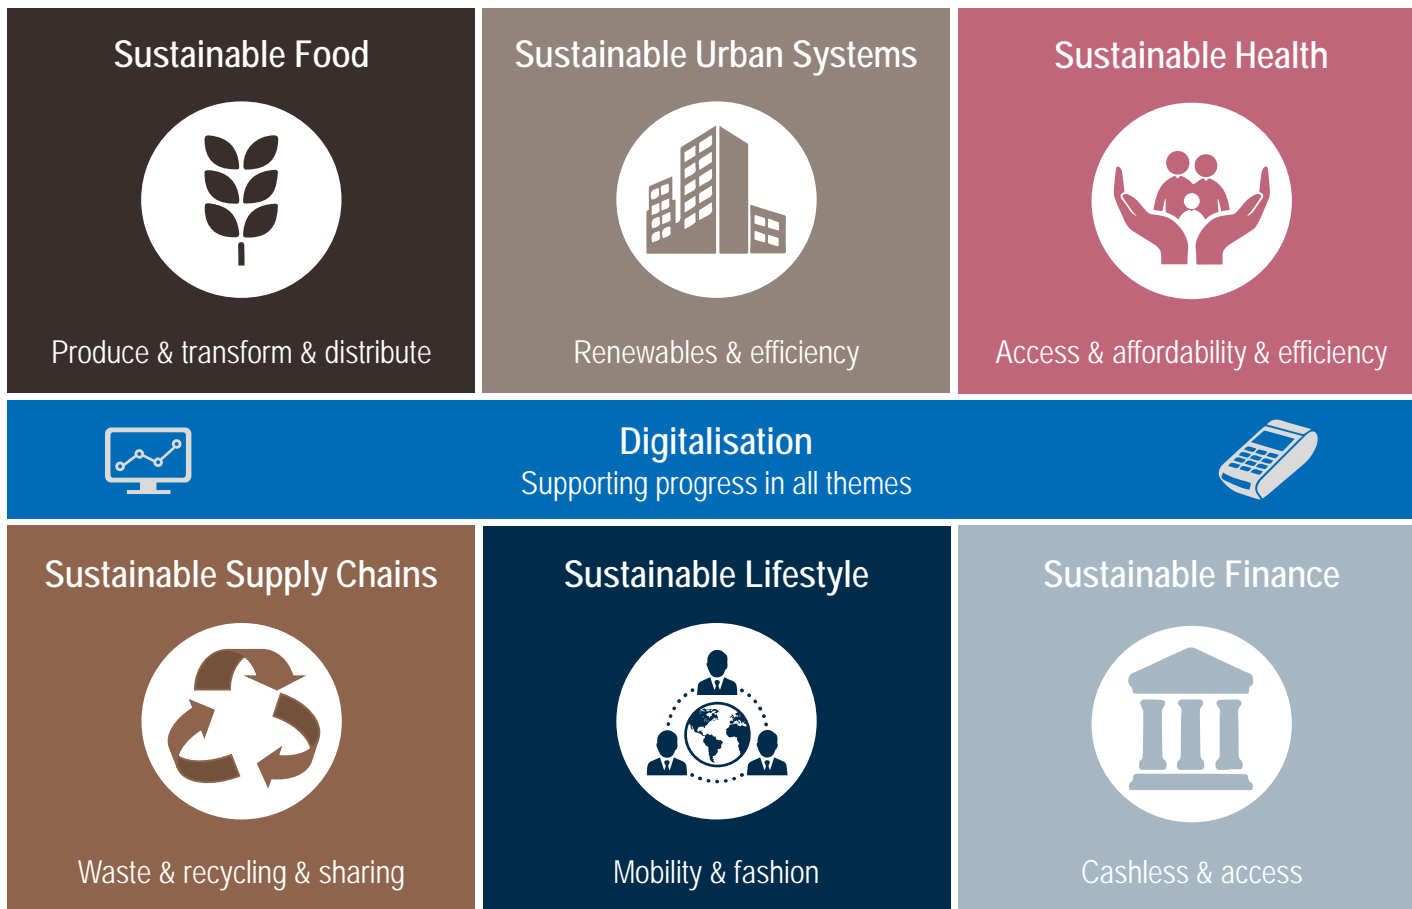 Sustainable Food
Produce & transform & distribute
Sustainable Urban Systems
Renewables & efficiency
Sustainable Health
Access & affordability & efficiency
Digitalisation
Supporting progress in all themes
Sustainable Supply Chains
Waste & recycling & sharing
Sustainable Lifestyle
Mobility & fashion
Sustainable Finance
Cashless & access